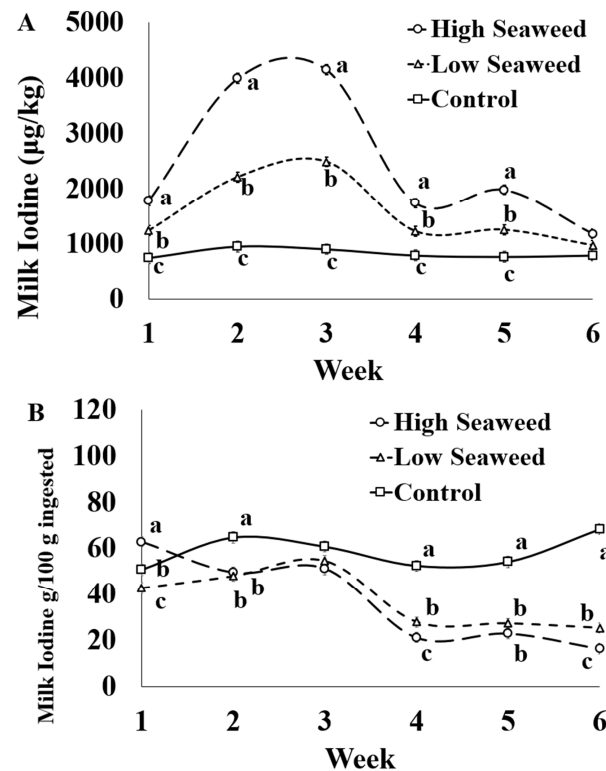 A
5000
4000
3000
2000
1000
0
Milk Iodine (µg/kg)
High Seaweed
Low Seaweed
Control
a a a a
b b b b b
c c c c c
a
1 2 3 4 5 6
Week
B
120
100
80
60
40
20
0
Milk Iodine g/100 g ingested
High Seaweed
Low Seaweed
Control
a a a a a
b b b b b b
c c c
b
1 2 3 4 5 6
Week